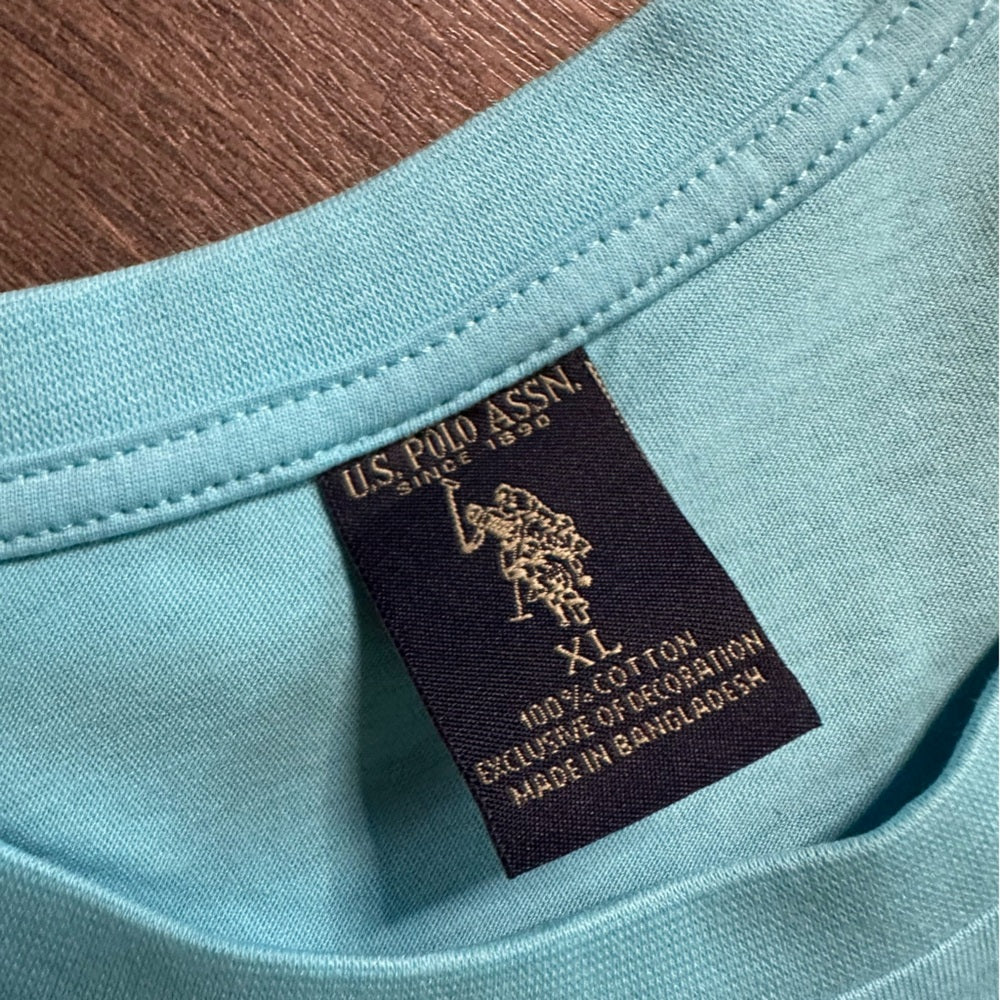 U.S. POLO ASSN.
SINCE 1890
XL
100% COTTON
EXCLUSIVE OF DECORATION
MADE IN BANGLADESH